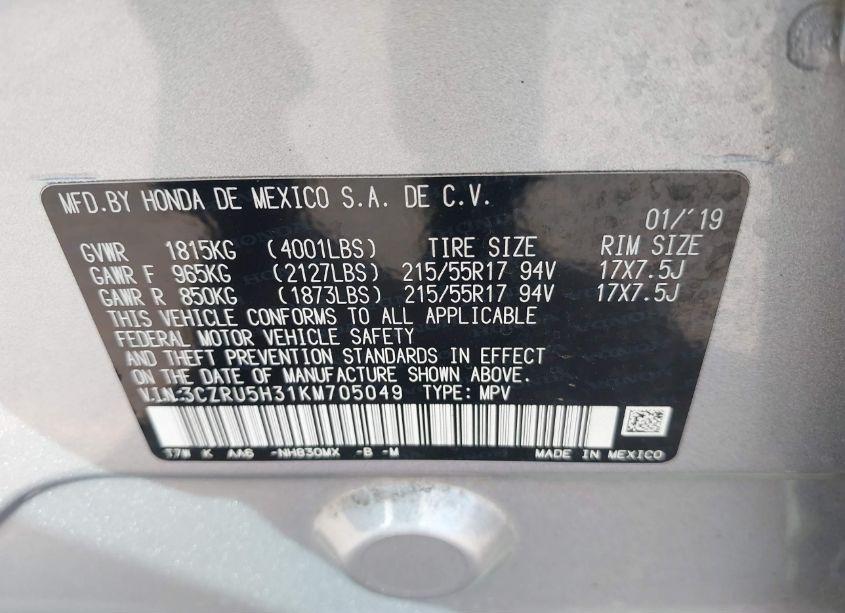 MFD.BY HONDA DE MEXICO S.A. DE C.V.
01/'19
GVWR 1815KG (4001LBS) TIRE SIZE RIM SIZE
GAWR F 965KG (2127LBS) 215/55R17 94V 17X7.5J
GAWR R 850KG (1873LBS) 215/55R17 94V 17X7.5J
THIS VEHICLE CONFORMS TO ALL APPLICABLE
FEDERAL MOTOR VEHICLE SAFETY
AND THEFT PREVENTION STANDARDS IN EFFECT
ON THE DATE OF MANUFACTURE SHOWN ABOVE.
V.I.N.:3CZRU5H31KM705049 TYPE: MPV
T7W K AA6 -NH830MX -B -M MADE IN MEXICO